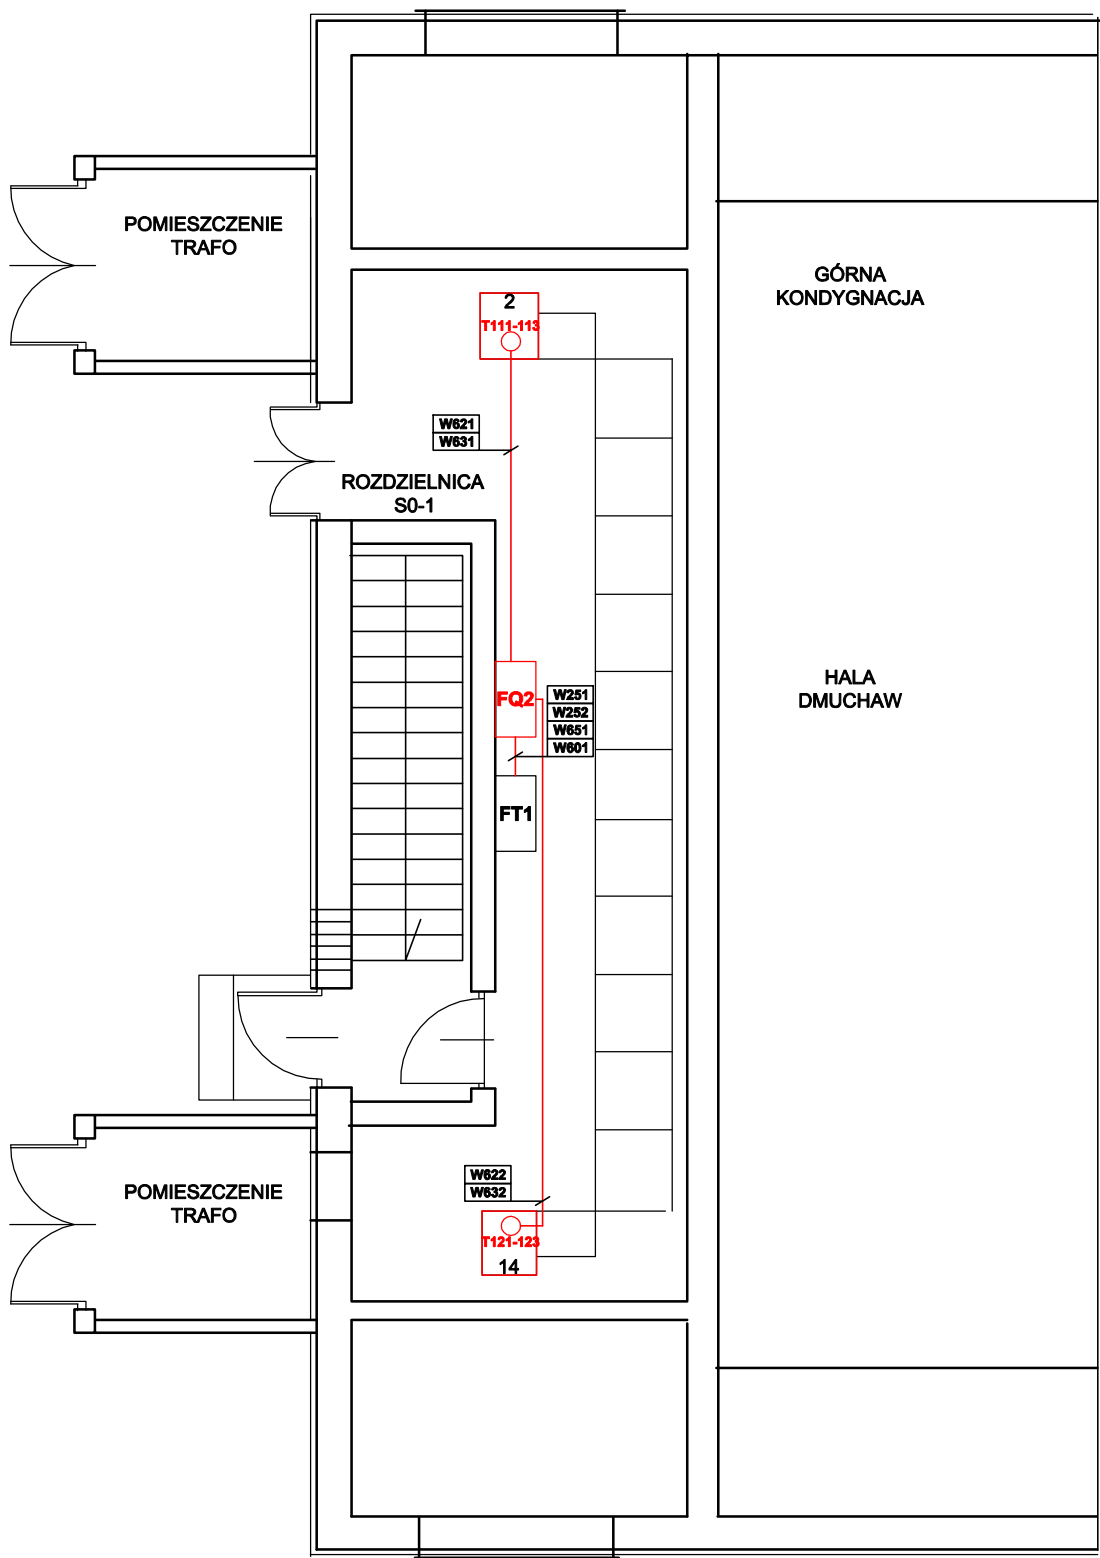 POMIESZCZENIE
TRAFO
GÓRNA
KONDYGNACJA
2
T111-113
W621
W631
ROZDZIELNICA
S0-1
FQ2
W251
W252
W651
W601
HALA
DMUCHAW
FT1
W622
W632
POMIESZCZENIE
TRAFO
T121-123
14